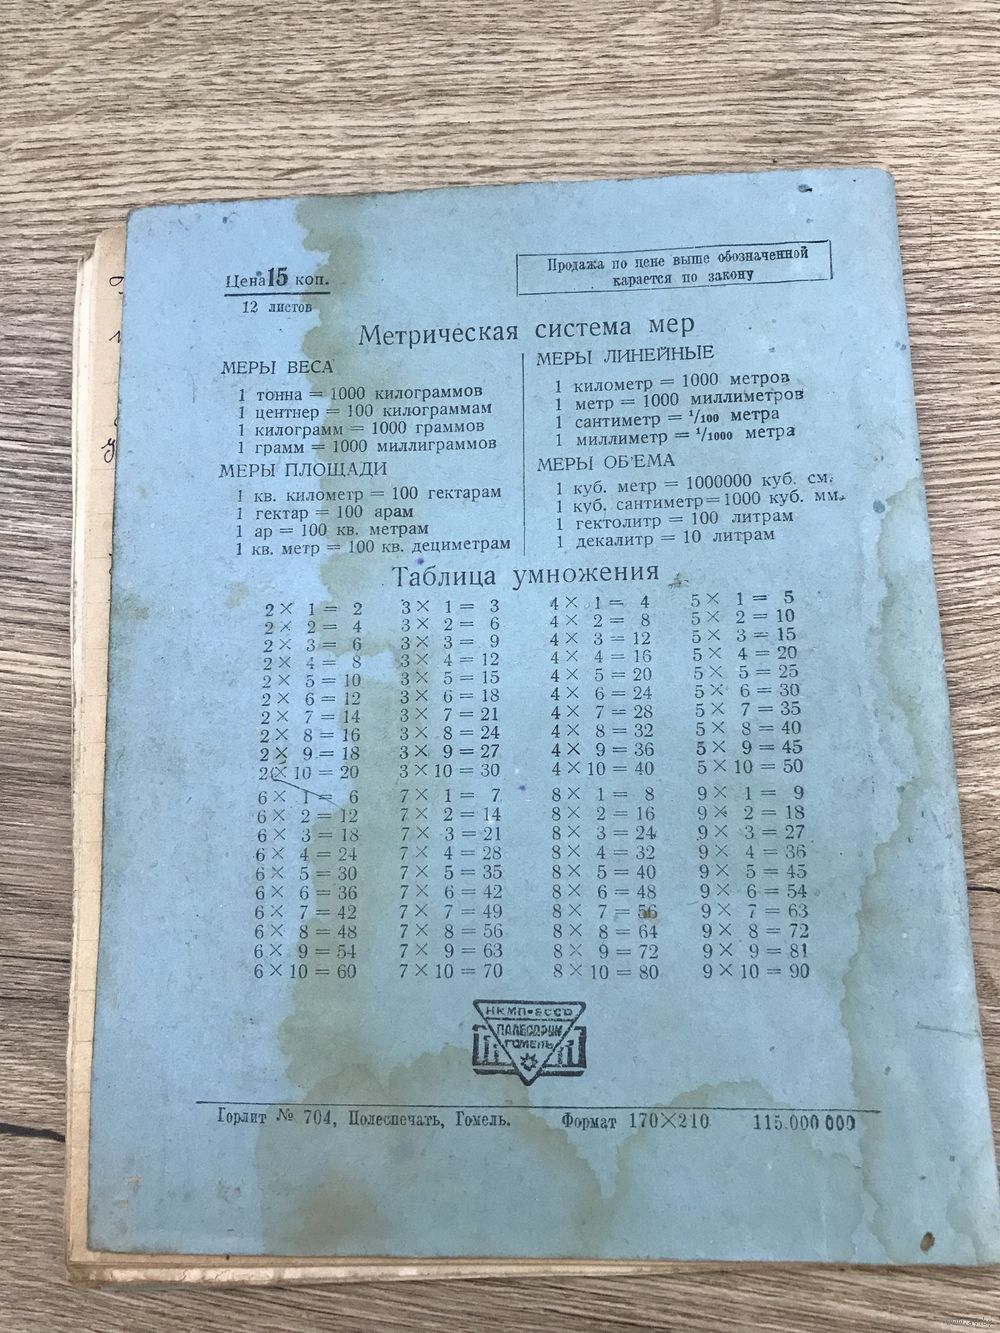 Цена 15 коп.
12 листов
Продажа по цене выше обозначенной
карается по закону
Метрическая система мер
МЕРЫ ВЕСА
1 тонна = 1000 килограммов
1 центнер = 100 килограммам
1 килограмм = 1000 граммов
1 грамм = 1000 миллиграммов
МЕРЫ ПЛОЩАДИ
1 кв. километр = 100 гектарам
1 гектар = 100 арам
1 ар = 100 кв. метрам
1 кв. метр = 100 кв. дециметрам
МЕРЫ ЛИНЕЙНЫЕ
1 километр = 1000 метров
1 метр = 1000 миллиметров
1 сантиметр = 1/100 метра
1 миллиметр = 1/1000 метра
МЕРЫ ОБ'ЕМА
1 куб. метр = 1000000 куб. см.
1 куб. сантиметр = 1000 куб. мм.
1 гектолитр = 100 литрам
1 декалитр = 10 литрам
Таблица умножения
2 × 1 = 2 3 × 1 = 3 4 × 1 = 4 5 × 1 = 5
2 × 2 = 4 3 × 2 = 6 4 × 2 = 8 5 × 2 = 10
2 × 3 = 6 3 × 3 = 9 4 × 3 = 12 5 × 3 = 15
2 × 4 = 8 3 × 4 = 12 4 × 4 = 16 5 × 4 = 20
2 × 5 = 10 3 × 5 = 15 4 × 5 = 20 5 × 5 = 25
2 × 6 = 12 3 × 6 = 18 4 × 6 = 24 5 × 6 = 30
2 × 7 = 14 3 × 7 = 21 4 × 7 = 28 5 × 7 = 35
2 × 8 = 16 3 × 8 = 24 4 × 8 = 32 5 × 8 = 40
2 × 9 = 18 3 × 9 = 27 4 × 9 = 36 5 × 9 = 45
2 × 10 = 20 3 × 10 = 30 4 × 10 = 40 5 × 10 = 50
6 × 1 = 6 7 × 1 = 7 8 × 1 = 8 9 × 1 = 9
6 × 2 = 12 7 × 2 = 14 8 × 2 = 16 9 × 2 = 18
6 × 3 = 18 7 × 3 = 21 8 × 3 = 24 9 × 3 = 27
6 × 4 = 24 7 × 4 = 28 8 × 4 = 32 9 × 4 = 36
6 × 5 = 30 7 × 5 = 35 8 × 5 = 40 9 × 5 = 45
6 × 6 = 36 7 × 6 = 42 8 × 6 = 48 9 × 6 = 54
6 × 7 = 42 7 × 7 = 49 8 × 7 = 56 9 × 7 = 63
6 × 8 = 48 7 × 8 = 56 8 × 8 = 64 9 × 8 = 72
6 × 9 = 54 7 × 9 = 63 8 × 9 = 72 9 × 9 = 81
6 × 10 = 60 7 × 10 = 70 8 × 10 = 80 9 × 10 = 90
НКМП•БССР
ГОМЕЛЬ
Горлит № 704, Полеспечать, Гомель. Формат 170×210 115.000 000